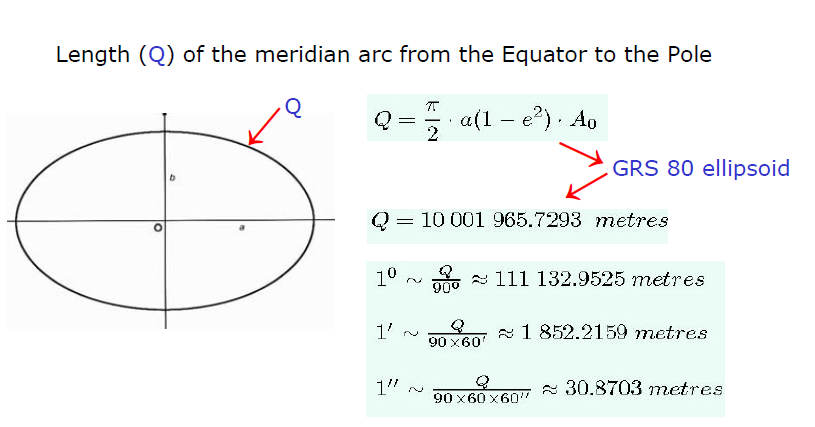 Length (Q) of the meridian arc from the Equator to the Pole
Q
b
O
a
Q = π/2 · a(1 − e²) · A₀
GRS 80 ellipsoid
Q = 10 001 965.7293 metres
1⁰ ∼ Q/90⁰ ≈ 111 132.9525 metres
1′ ∼ Q/90×60′ ≈ 1 852.2159 metres
1′′ ∼ Q/90×60×60′′ ≈ 30.8703 metres